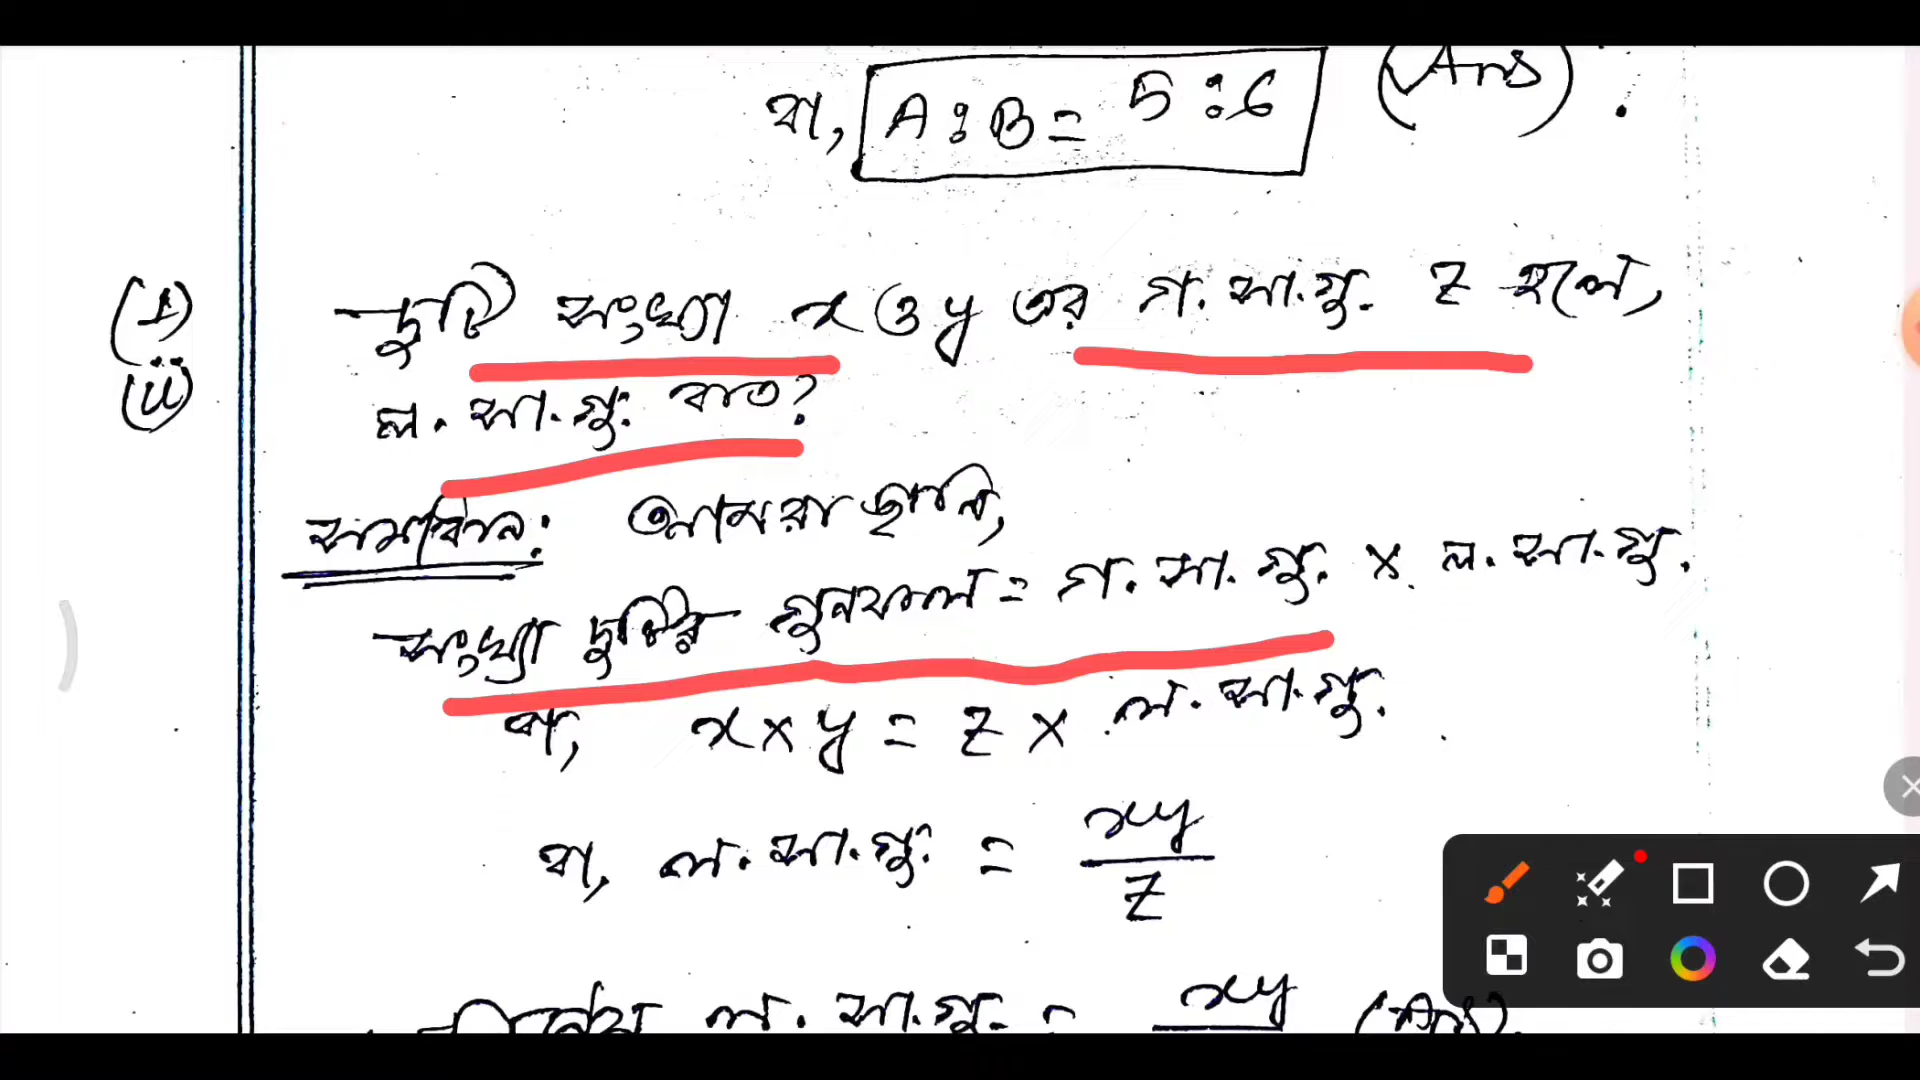 বা, A : B = 5 : 6 (Ans) .
(i) দুটি সংখ্যা x ও y এর গ. সা. গু. z হলে,
(ii) ল. সা. গু. কত?
সমাধান: আমরা জানি,
সংখ্যা দুটির গুনফল = গ. সা. গু. × ল. সা. গু.
বা, x × y = z × ল. সা. গু.
বা, ল. সা. গু. = xy / z
নির্ণেয় ল. সা. গু. = xy (Ans).